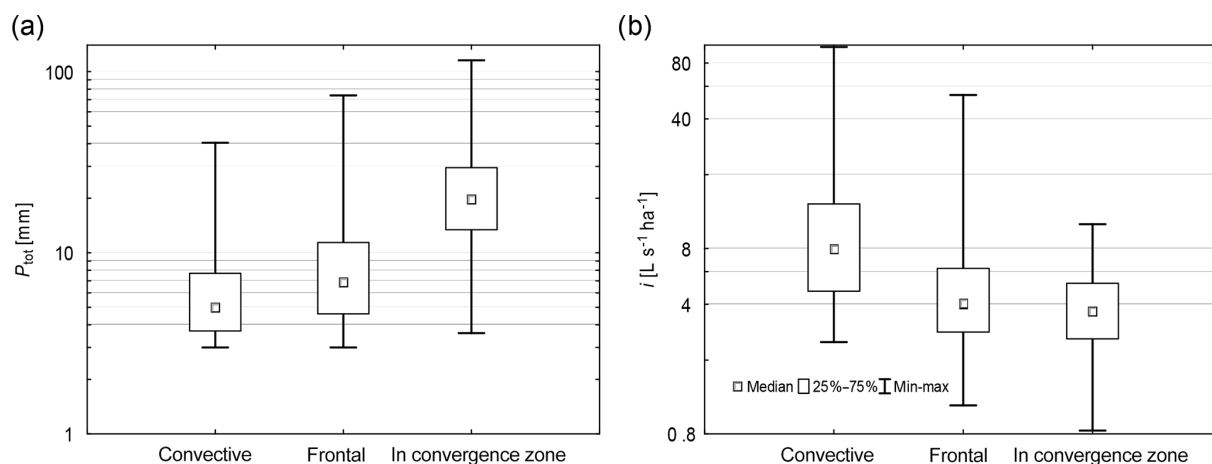 (a)
100
10
1
P_tot [mm]
Convective Frontal In convergence zone
(b)
80
40
8
4
0.8
i [L s⁻¹ ha⁻¹]
Median 25%–75% Min-max
Convective Frontal In convergence zone